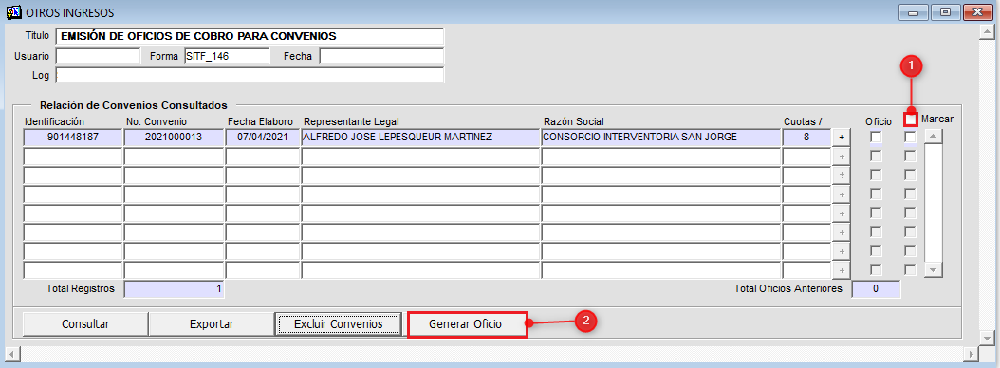 OTROS INGRESOS
Titulo EMISIÓN DE OFICIOS DE COBRO PARA CONVENIOS
Usuario Forma SITF_146 Fecha
Log
1
Relación de Convenios Consultados
Identificación No. Convenio Fecha Elaboro Representante Legal Razón Social Cuotas / Oficio Marcar
901448187 2021000013 07/04/2021 ALFREDO JOSE LEPESQUEUR MARTINEZ CONSORCIO INTERVENTORIA SAN JORGE 8 +
+
+
+
+
+
+
+
Total Registros 1 Total Oficios Anteriores 0
Consultar Exportar Excluir Convenios Generar Oficio 2